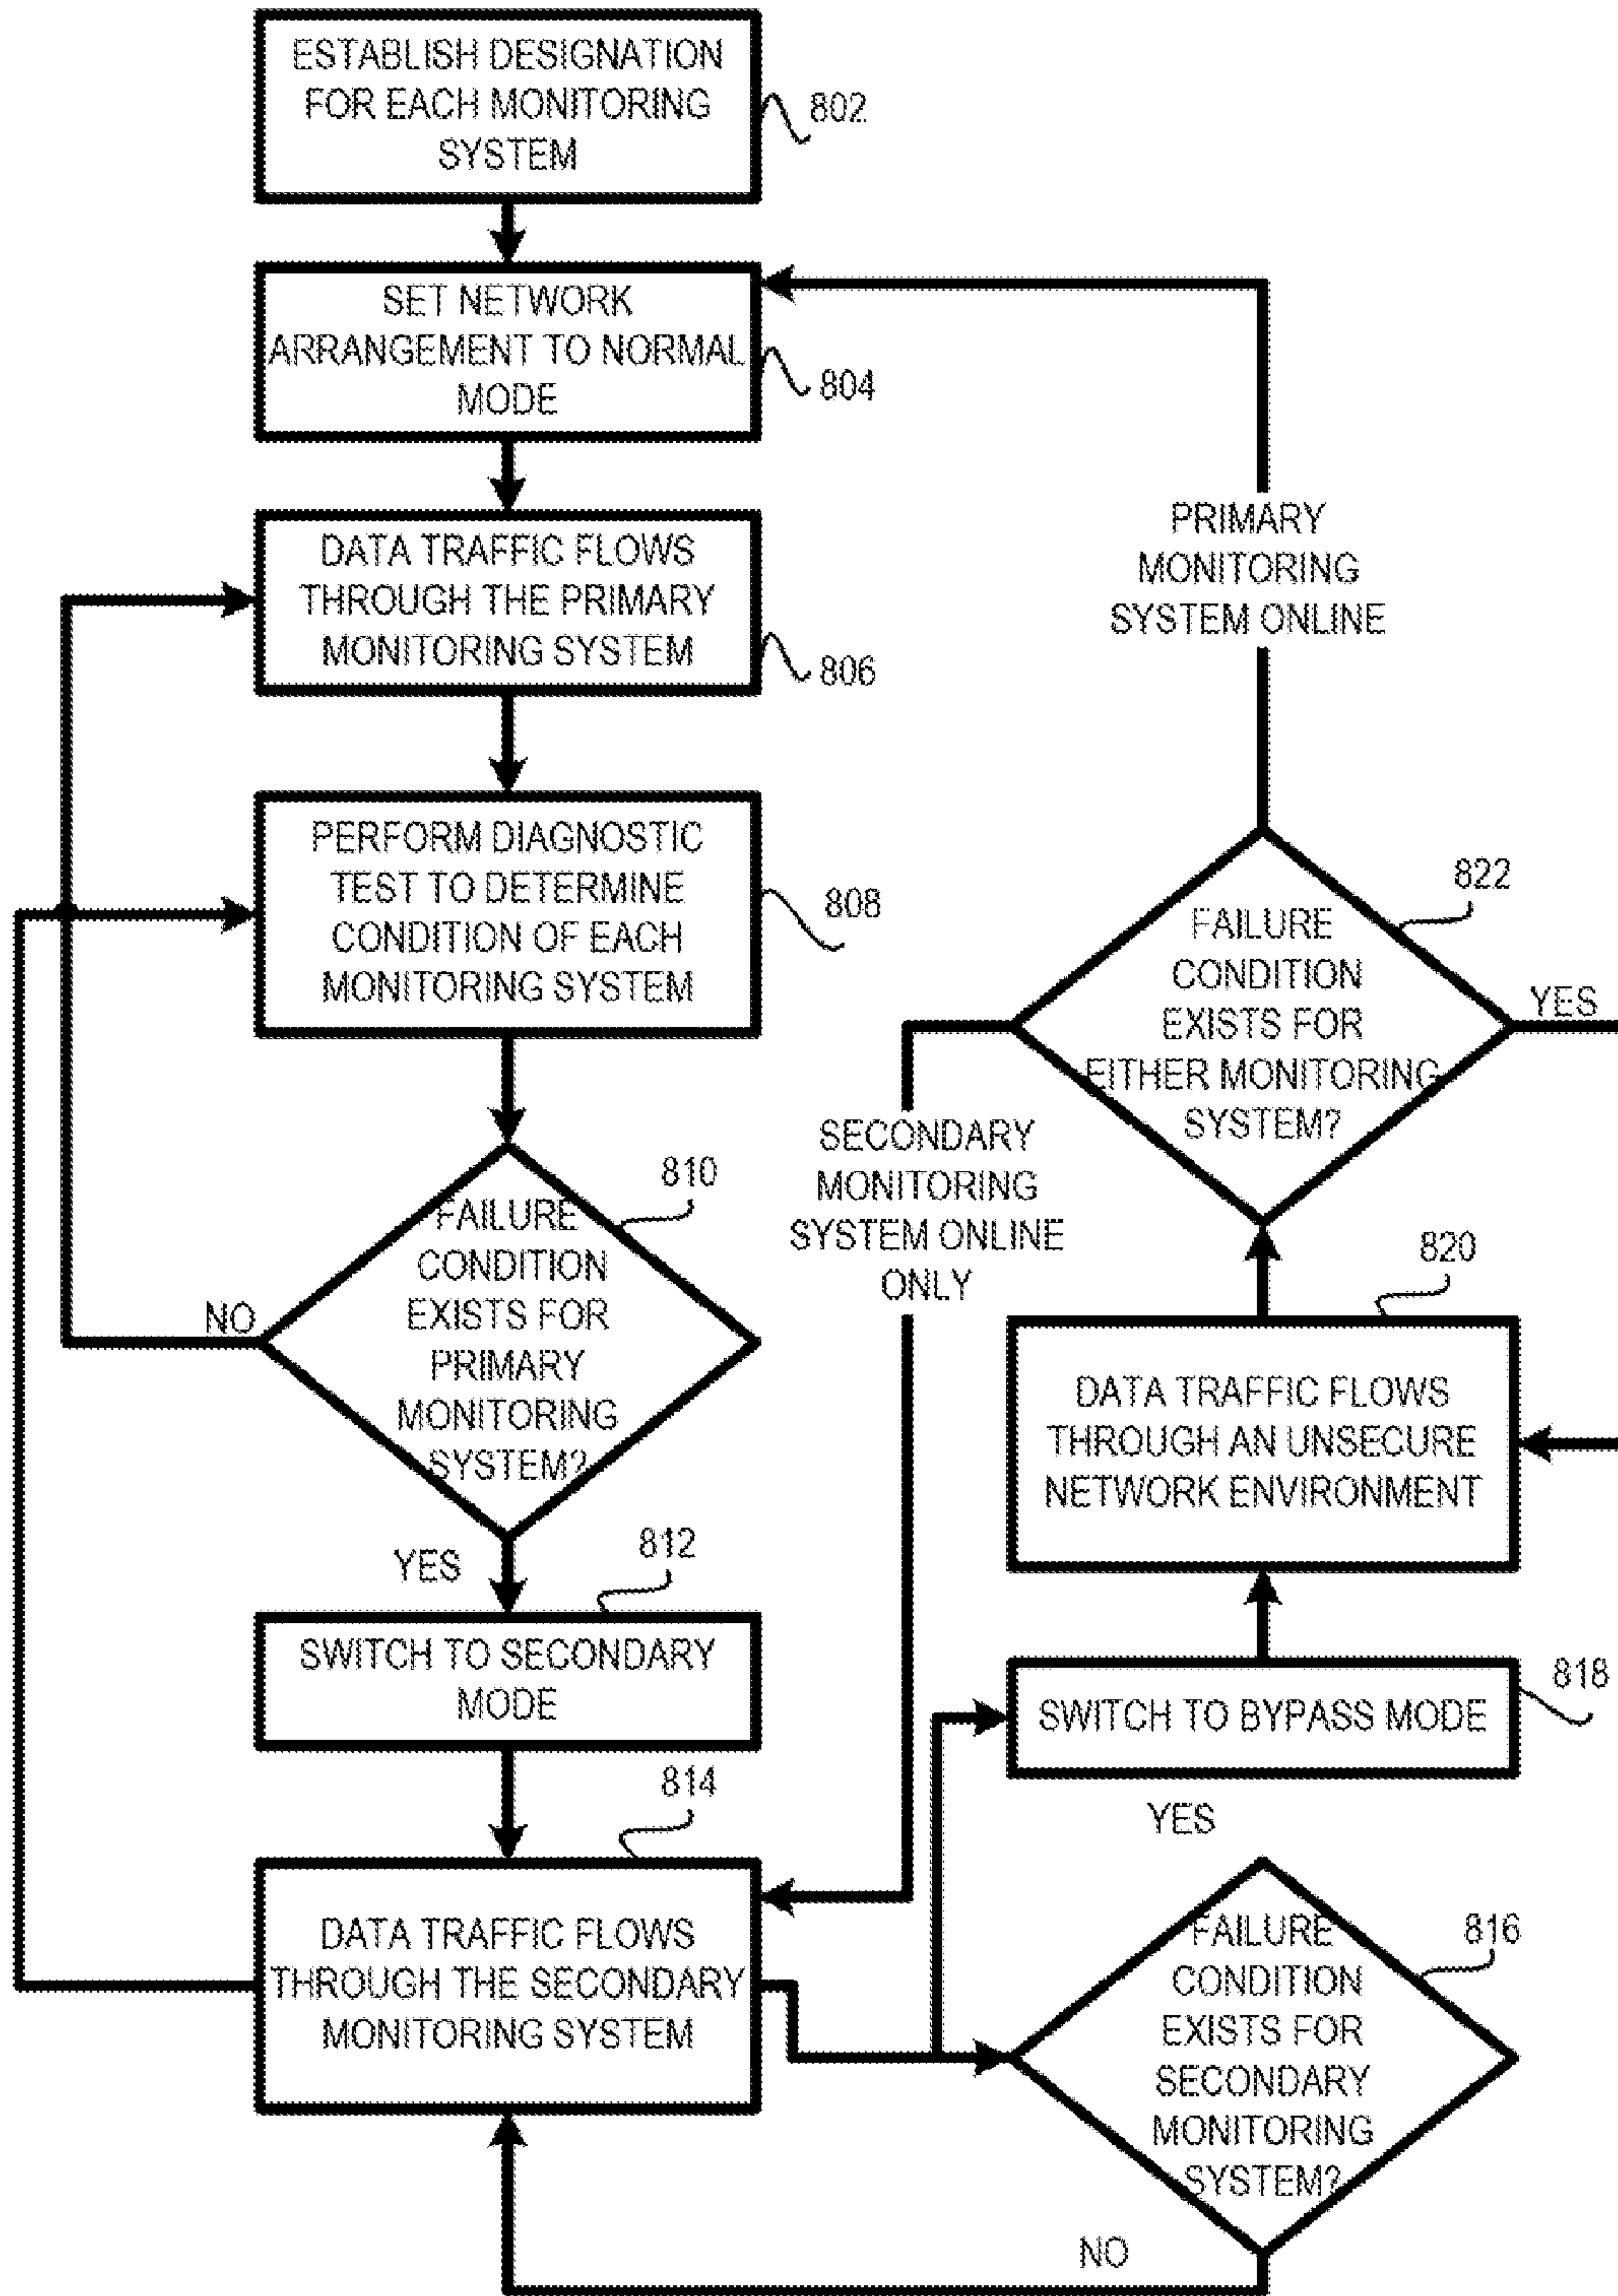 ESTABLISH DESIGNATION
FOR EACH MONITORING
SYSTEM
802
SET NETWORK
ARRANGEMENT TO NORMAL
MODE
804
DATA TRAFFIC FLOWS
THROUGH THE PRIMARY
MONITORING SYSTEM
806
PERFORM DIAGNOSTIC
TEST TO DETERMINE
CONDITION OF EACH
MONITORING SYSTEM
808
FAILURE
CONDITION
EXISTS FOR
PRIMARY
MONITORING
SYSTEM?
810
NO
YES
SWITCH TO SECONDARY
MODE
812
DATA TRAFFIC FLOWS
THROUGH THE SECONDARY
MONITORING SYSTEM
814
FAILURE
CONDITION
EXISTS FOR
SECONDARY
MONITORING
SYSTEM?
816
NO
YES
SWITCH TO BYPASS MODE
818
DATA TRAFFIC FLOWS
THROUGH AN UNSECURE
NETWORK ENVIRONMENT
820
FAILURE
CONDITION
EXISTS FOR
EITHER MONITORING
SYSTEM?
822
YES
SECONDARY
MONITORING
SYSTEM ONLINE
ONLY
PRIMARY
MONITORING
SYSTEM ONLINE